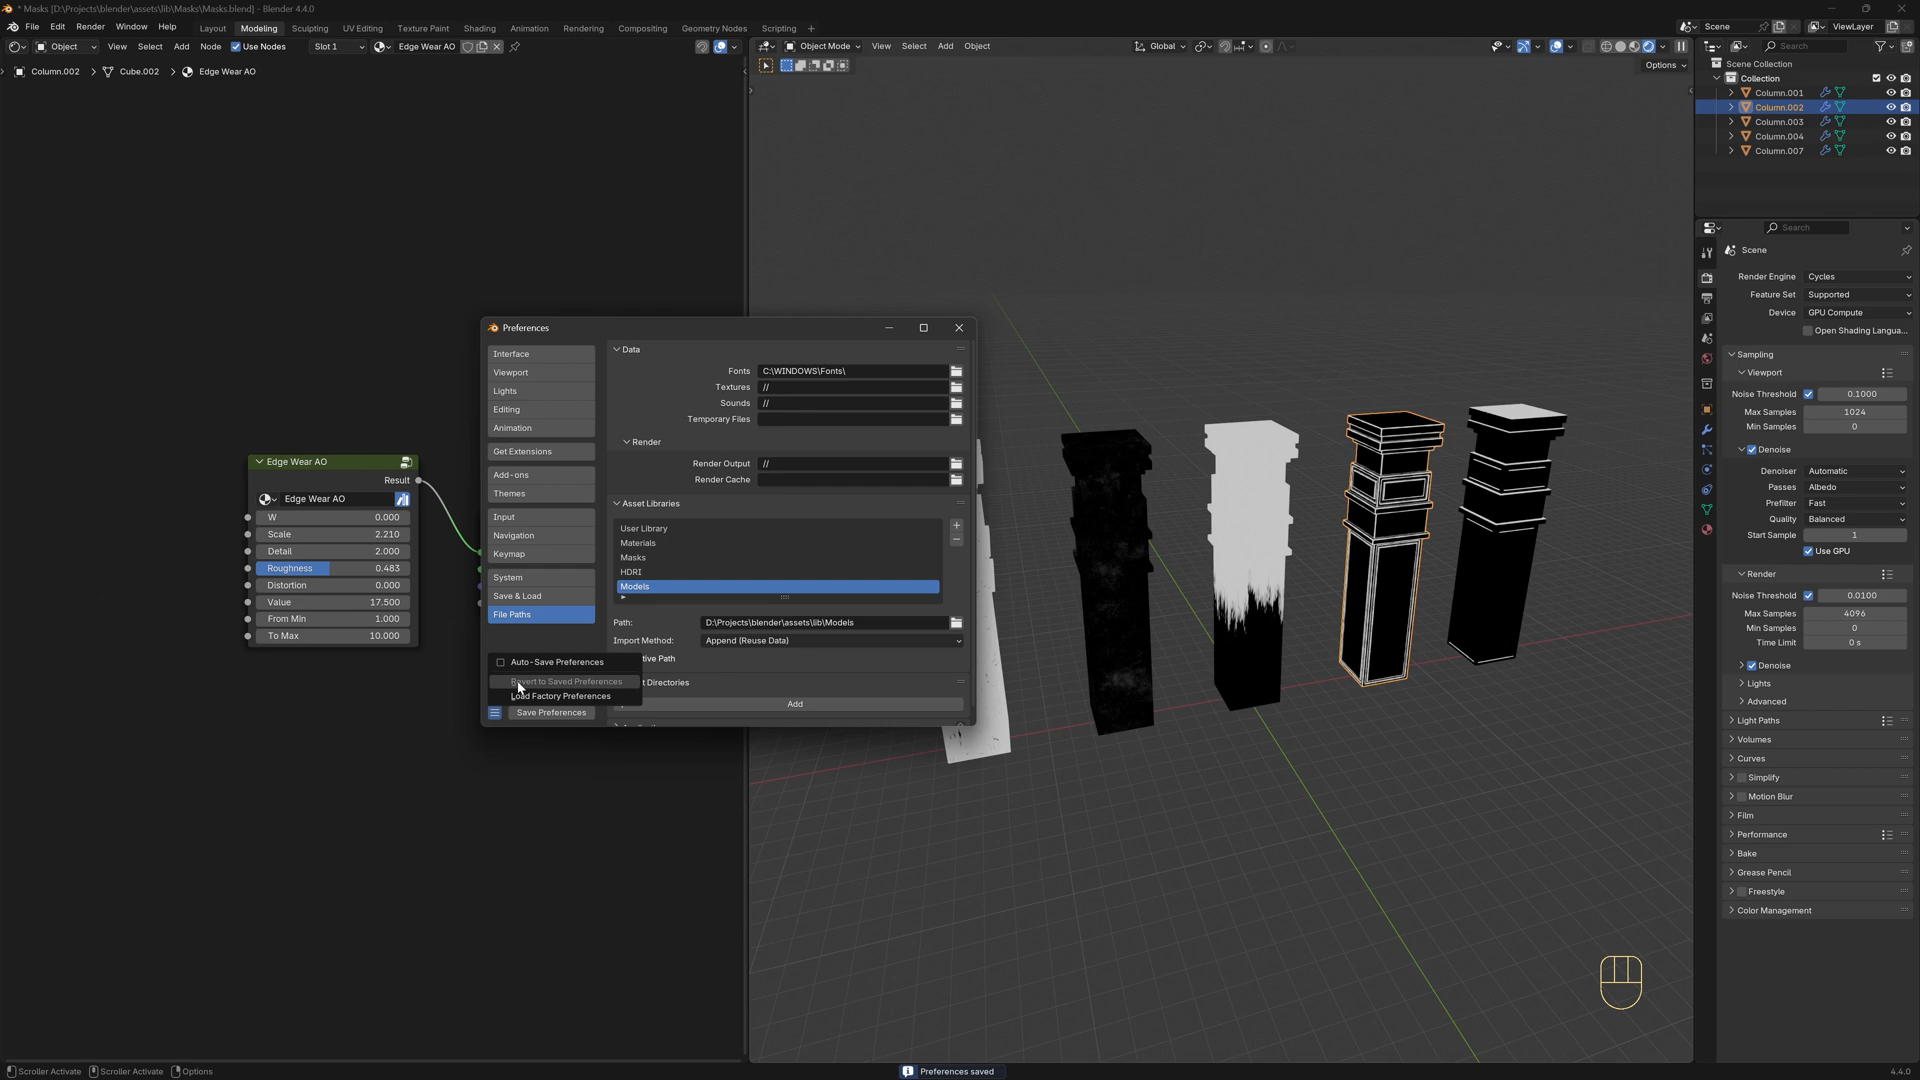 * Masks [D:\Projects\blender\assets\lib\Masks\Masks.blend] - Blender 4.4.0
File Edit Render Window Help Layout Modeling Sculpting UV Editing Texture Paint Shading Animation Rendering Compositing Geometry Nodes Scripting + Scene ViewLayer
Object View Select Add Node Use Nodes Slot 1 Edge Wear AO
Object Mode View Select Add Object Global
Search
Column.002 > Cube.002 > Edge Wear AO
Options
Scene Collection
Collection
Column.001
Column.002
Column.003
Column.004
Column.007
Edge Wear AO
Result
Edge Wear AO
W 0.000
Scale 2.210
Detail 2.000
Roughness 0.483
Distortion 0.000
Value 17.500
From Min 1.000
To Max 10.000
Preferences
Interface
Viewport
Lights
Editing
Animation
Get Extensions
Add-ons
Themes
Input
Navigation
Keymap
System
Save & Load
File Paths
Auto-Save Preferences
Revert to Saved Preferences
Load Factory Preferences
Save Preferences
Data
Fonts C:\WINDOWS\Fonts\
Textures //
Sounds //
Temporary Files
Render
Render Output //
Render Cache
Asset Libraries
User Library
Materials
Masks
HDRI
Models
Path: D:\Projects\blender\assets\lib\Models
Import Method: Append (Reuse Data)
tive Path
t Directories
Add
Search
Scene
Render Engine Cycles
Feature Set Supported
Device GPU Compute
Open Shading Langua...
Sampling
Viewport
Noise Threshold 0.1000
Max Samples 1024
Min Samples 0
Denoise
Denoiser Automatic
Passes Albedo
Prefilter Fast
Quality Balanced
Start Sample 1
Use GPU
Render
Noise Threshold 0.0100
Max Samples 4096
Min Samples 0
Time Limit 0 s
Denoise
Lights
Advanced
Light Paths
Volumes
Curves
Simplify
Motion Blur
Film
Performance
Bake
Grease Pencil
Freestyle
Color Management
Scroller Activate Scroller Activate Options
Preferences saved
4.4.0